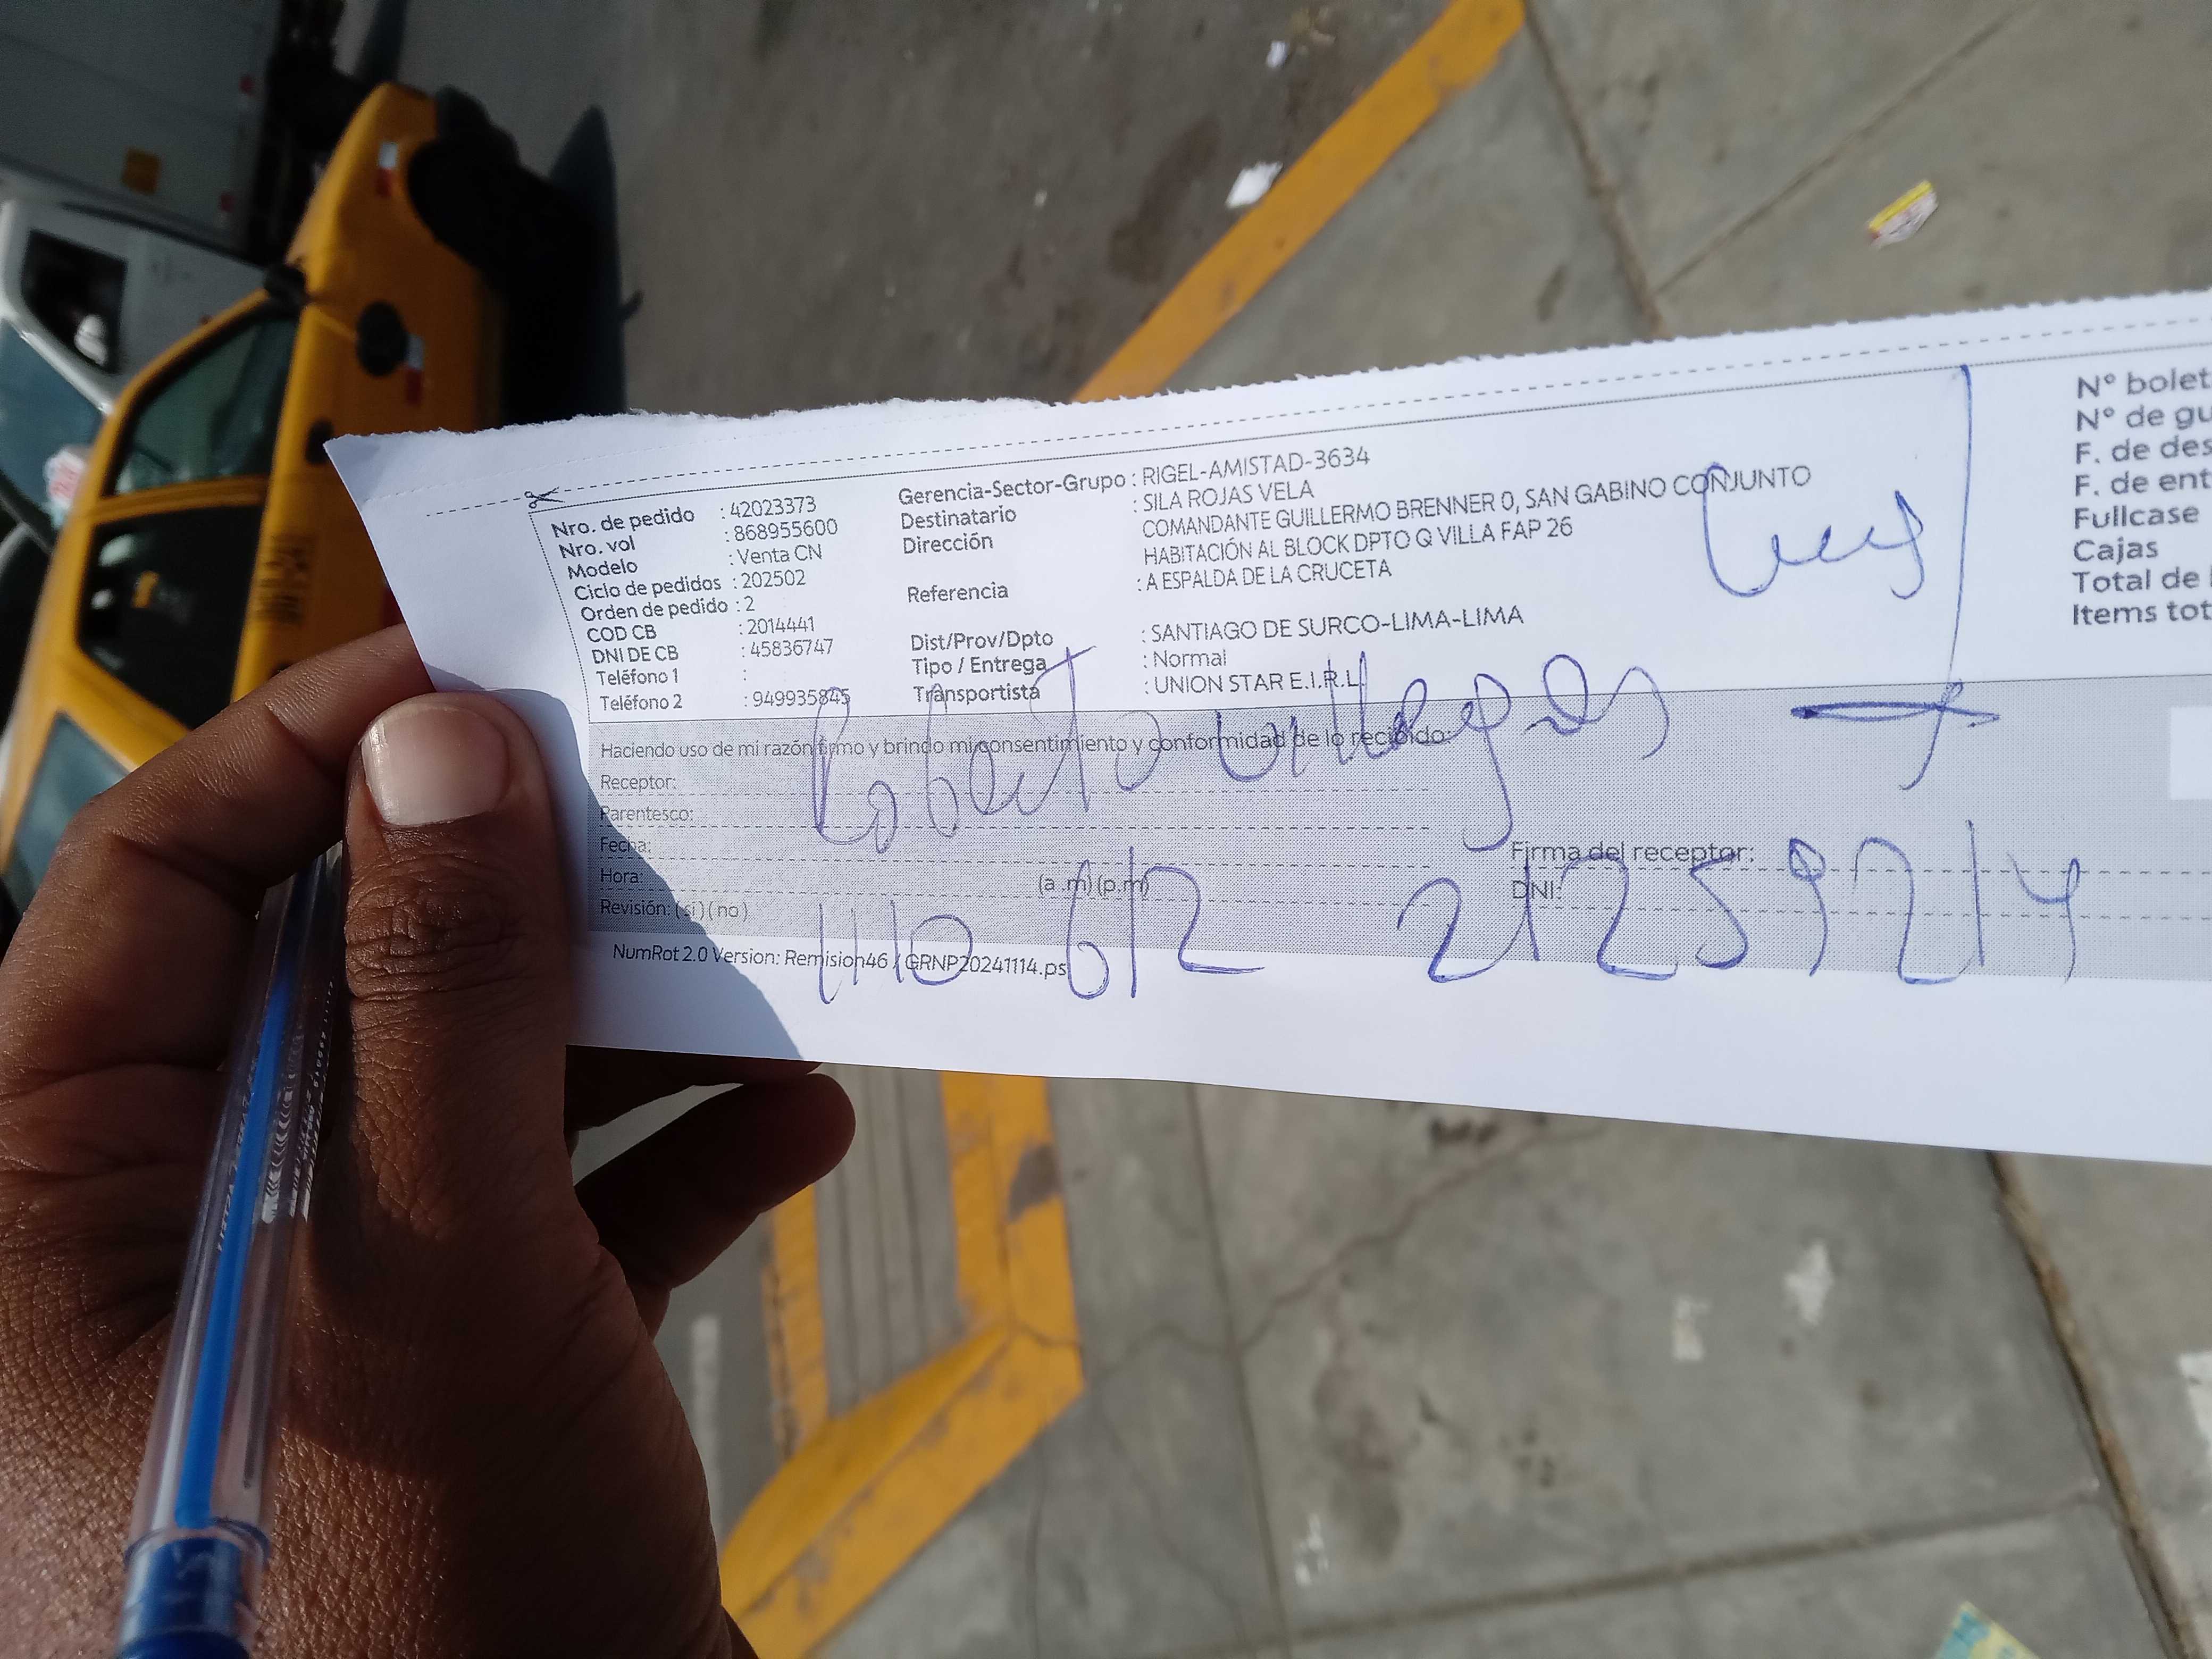 Nro. de pedido : 42023373
Nro. vol : 868955600
Modelo : Venta CN
Ciclo de pedidos : 202502
Orden de pedido : 2
COD CB : 2014441
DNI DE CB : 45836747
Teléfono 1 :
Teléfono 2 : 949935845
Gerencia-Sector-Grupo : RIGEL-AMISTAD-3634
Destinatario : SILA ROJAS VELA
Dirección COMANDANTE GUILLERMO BRENNER 0, SAN GABINO CONJUNTO
HABITACIÓN AL BLOCK DPTO Q VILLA FAP 26
Referencia : A ESPALDA DE LA CRUCETA
Dist/Prov/Dpto : SANTIAGO DE SURCO-LIMA-LIMA
Tipo / Entrega : Normal
Transportista : UNION STAR E.I.R.L
N° bolet
N° de gu
F. de des
F. de ent
Fullcase
Cajas
Total de
Items tot
Roberto Villegas
Haciendo uso de mi razón firmo y brindo mi consentimiento y conformidad de lo recibido:
Receptor:
Parentesco:
Fecha:
Hora: (a .m) (p.m)
Revisión: (si) (no)
Firma del receptor:
DNI:
1110 6/2 21259214
NumRot 2.0 Version: Remision46 / GRNP20241114.ps